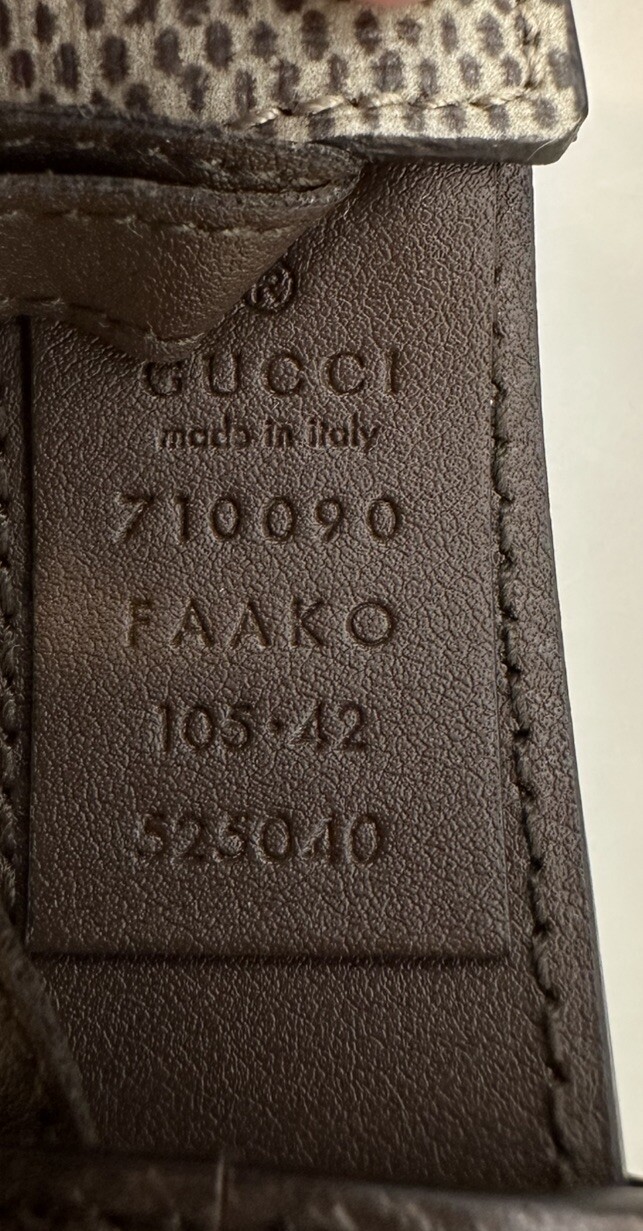 ®
GUCCI
made in italy
710090
FAAKO
105·42
525040